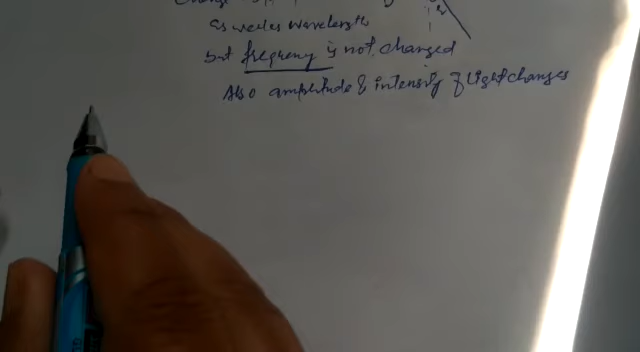 as well as wavelength
but frequency is not changed
Also amplitude & intensity of light changes